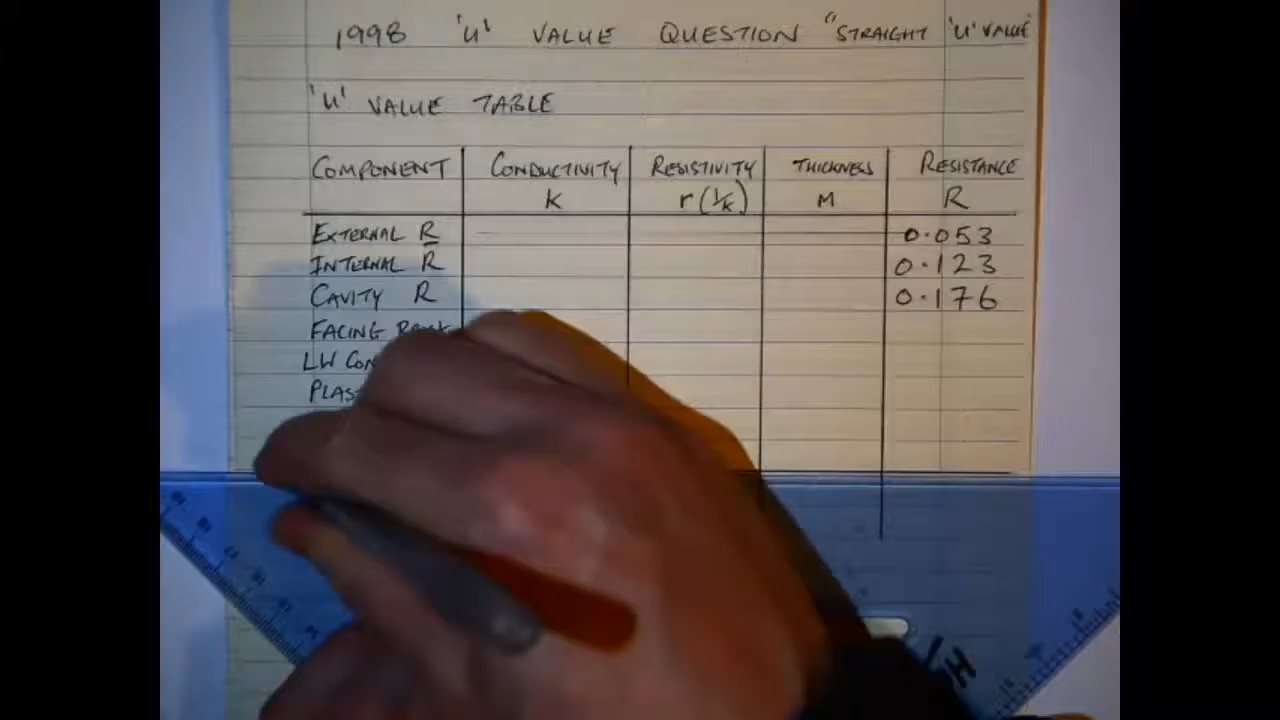 1998 'U' VALUE QUESTION "STRAIGHT 'U' VALUE'
'U' VALUE TABLE
COMPONENT CONDUCTIVITY RESISTIVITY THICKNESS RESISTANCE
k r(1/k) M R
EXTERNAL R 0.053
INTERNAL R 0.123
CAVITY R 0.176
FACING
LW